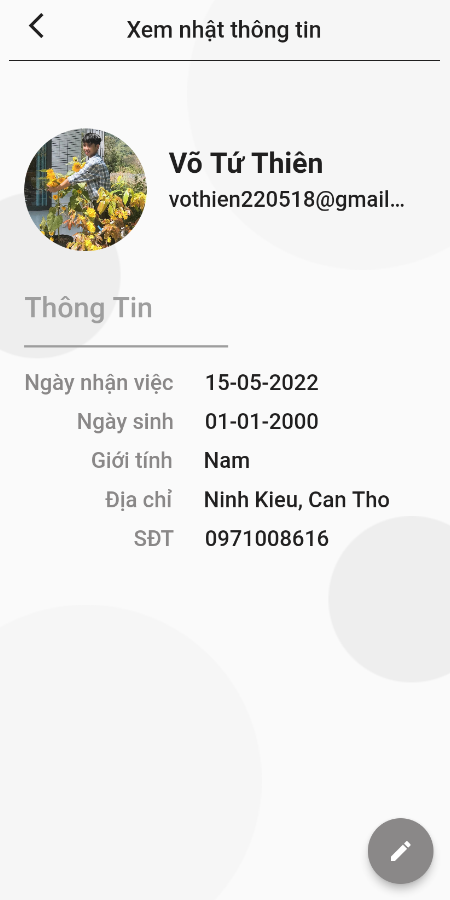 Xem nhật thông tin
Võ Tứ Thiên
vothien220518@gmail...
Thông Tin
Ngày nhận việc 15-05-2022
Ngày sinh 01-01-2000
Giới tính Nam
Địa chỉ Ninh Kieu, Can Tho
SĐT 0971008616